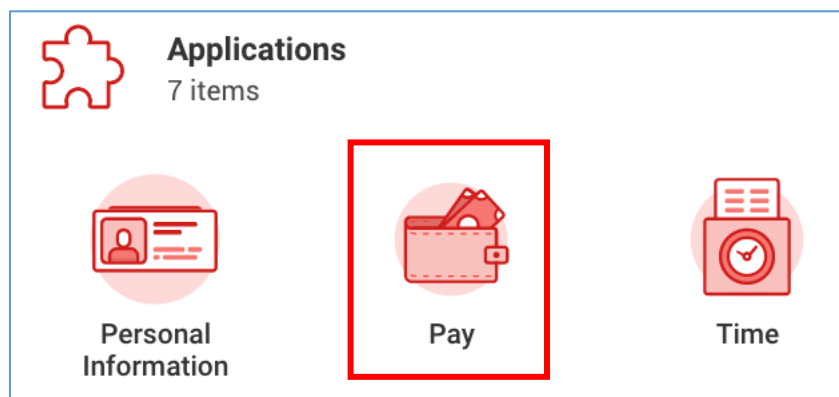 Applications
7 items
Personal
Information
Pay
Time